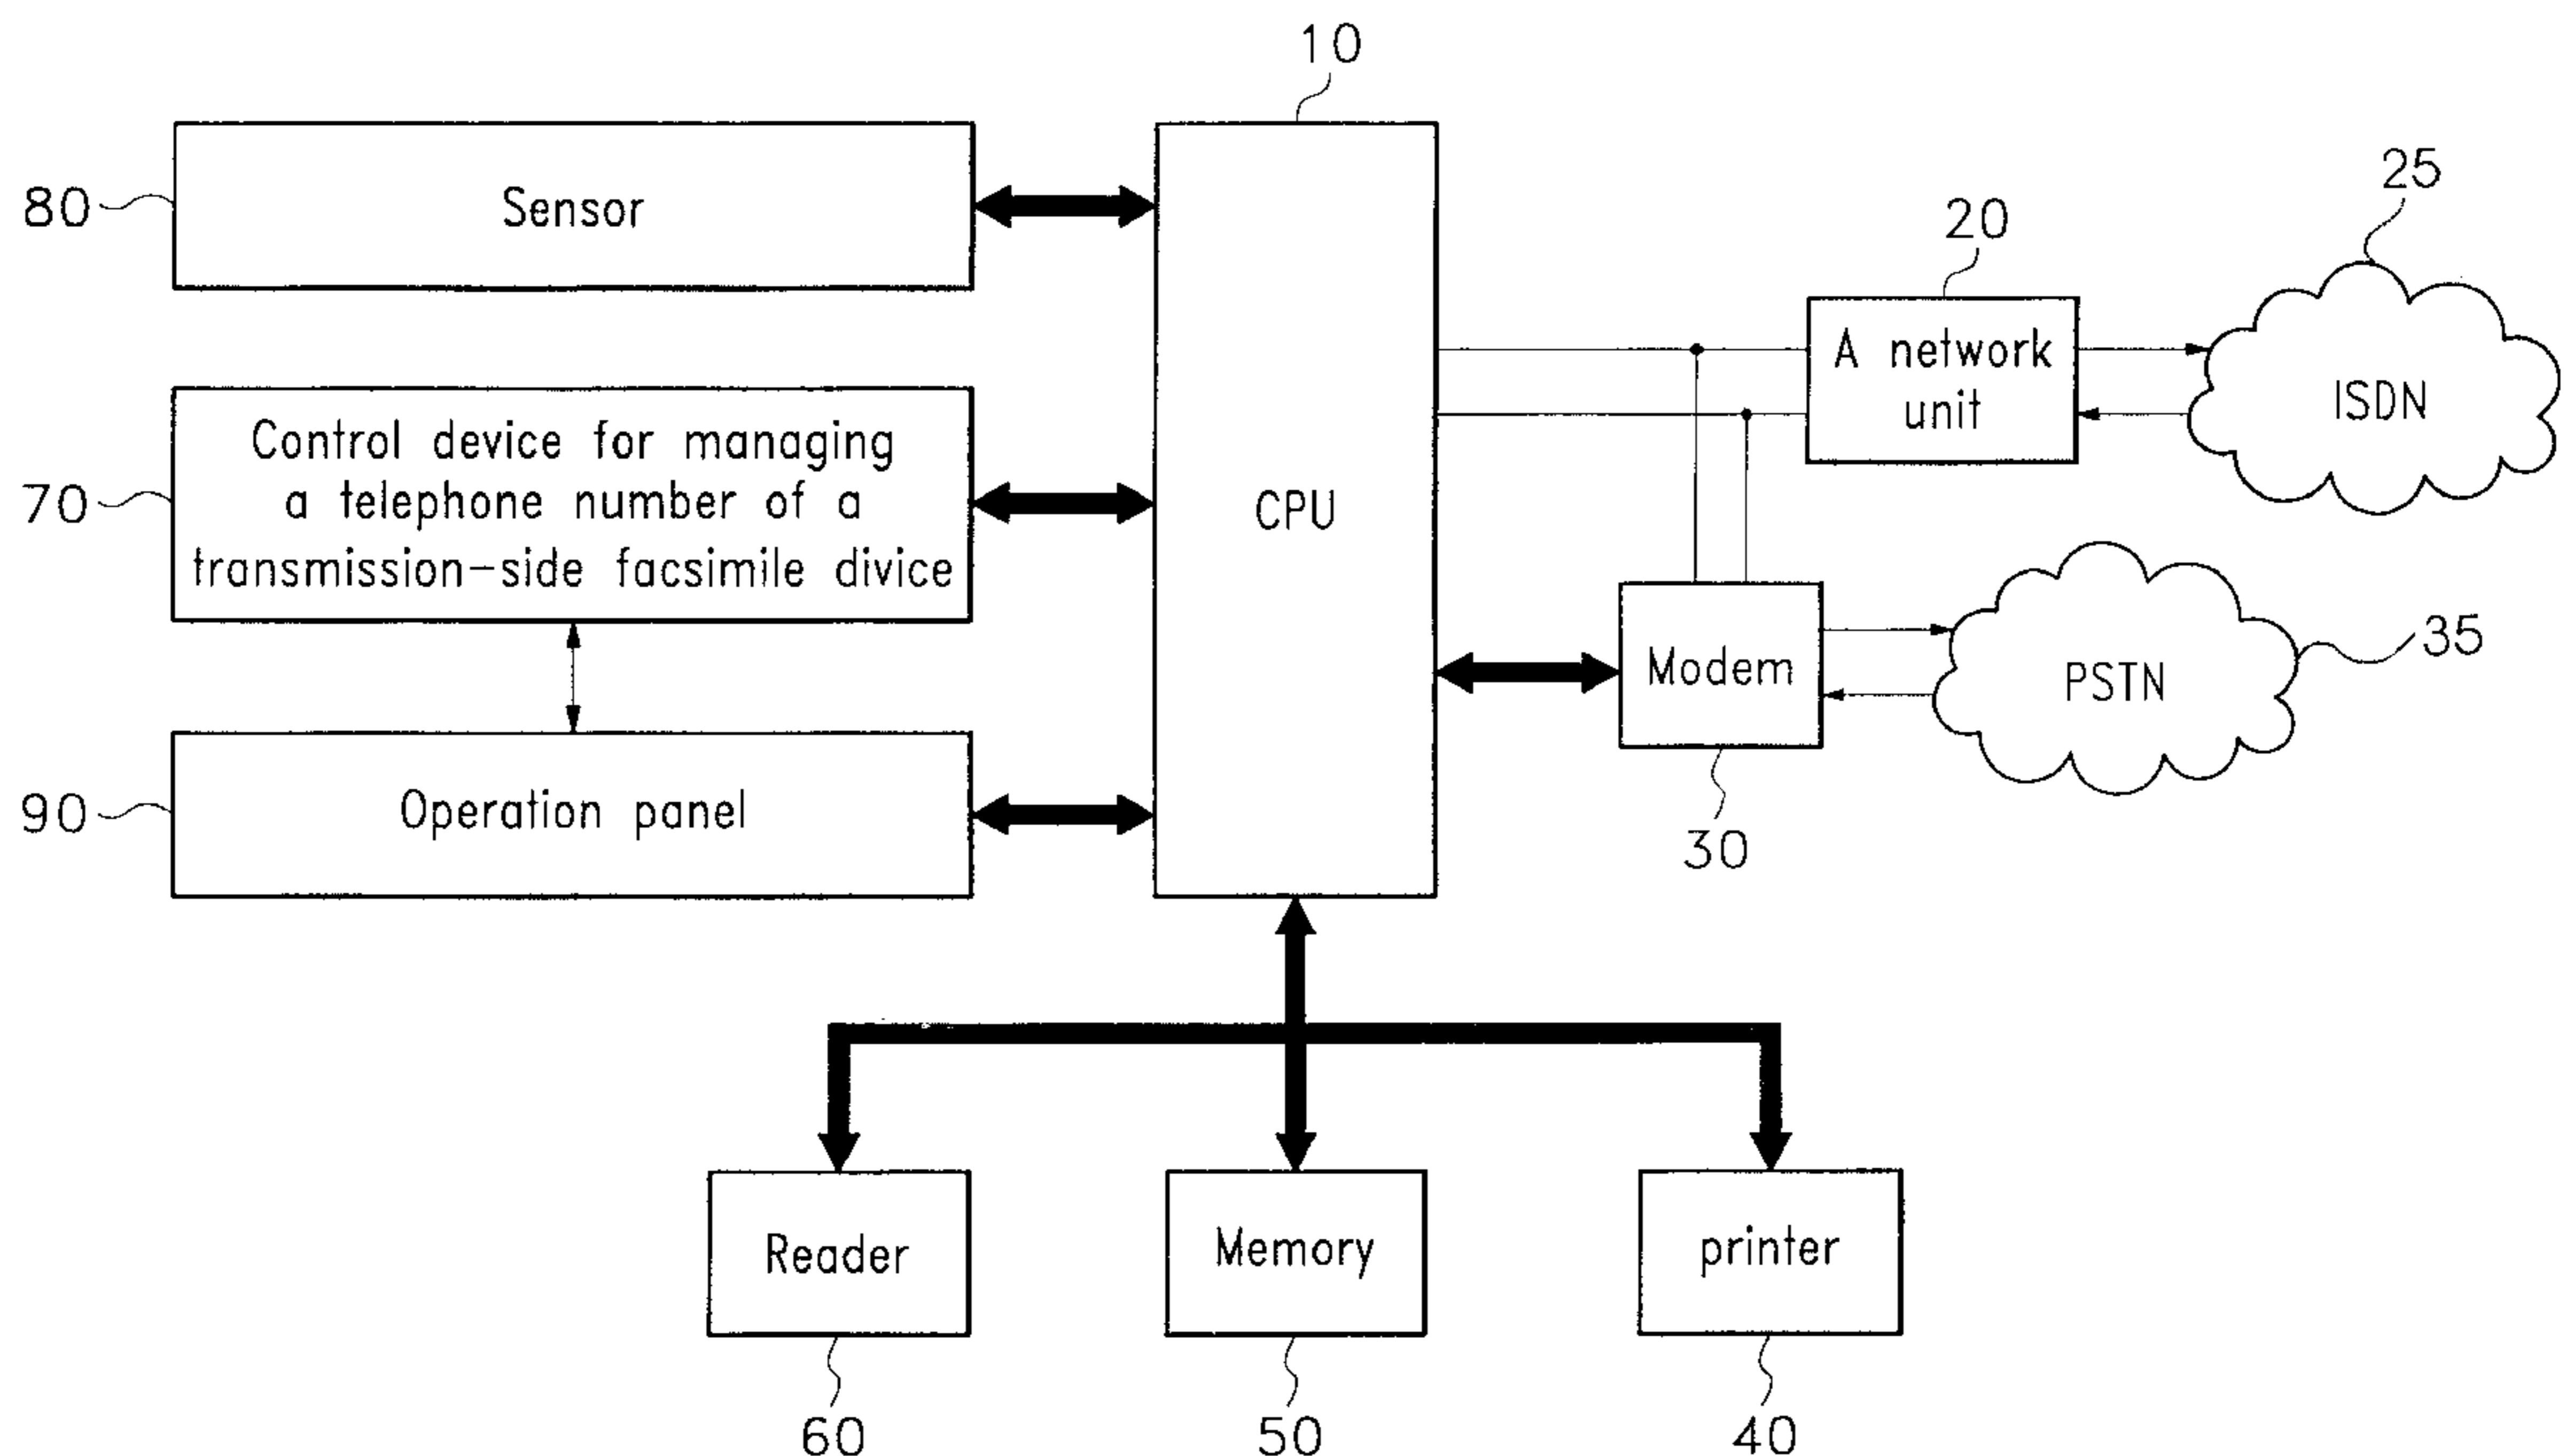 10
80
Sensor
25
20
A network
unit
ISDN
70
Control device for managing
a telephone number of a
transmission-side facsimile divice
CPU
Modem
30
PSTN
35
90
Operation panel
Reader
60
Memory
50
printer
40